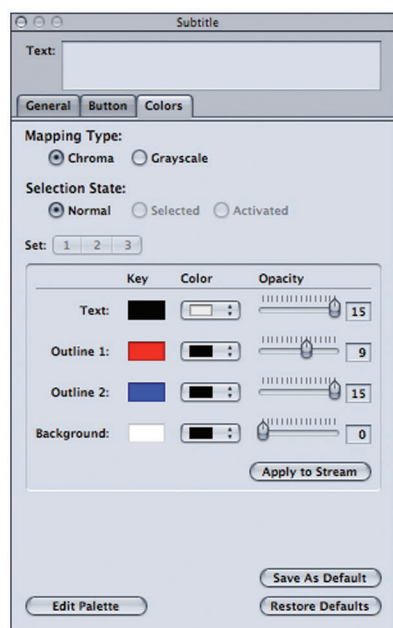 Subtitle
Text:
General Button Colors
Mapping Type:
Chroma Grayscale
Selection State:
Normal Selected Activated
Set: 1 2 3
Key Color Opacity
Text: 15
Outline 1: 9
Outline 2: 15
Background: 0
Apply to Stream
Save As Default
Edit Palette Restore Defaults